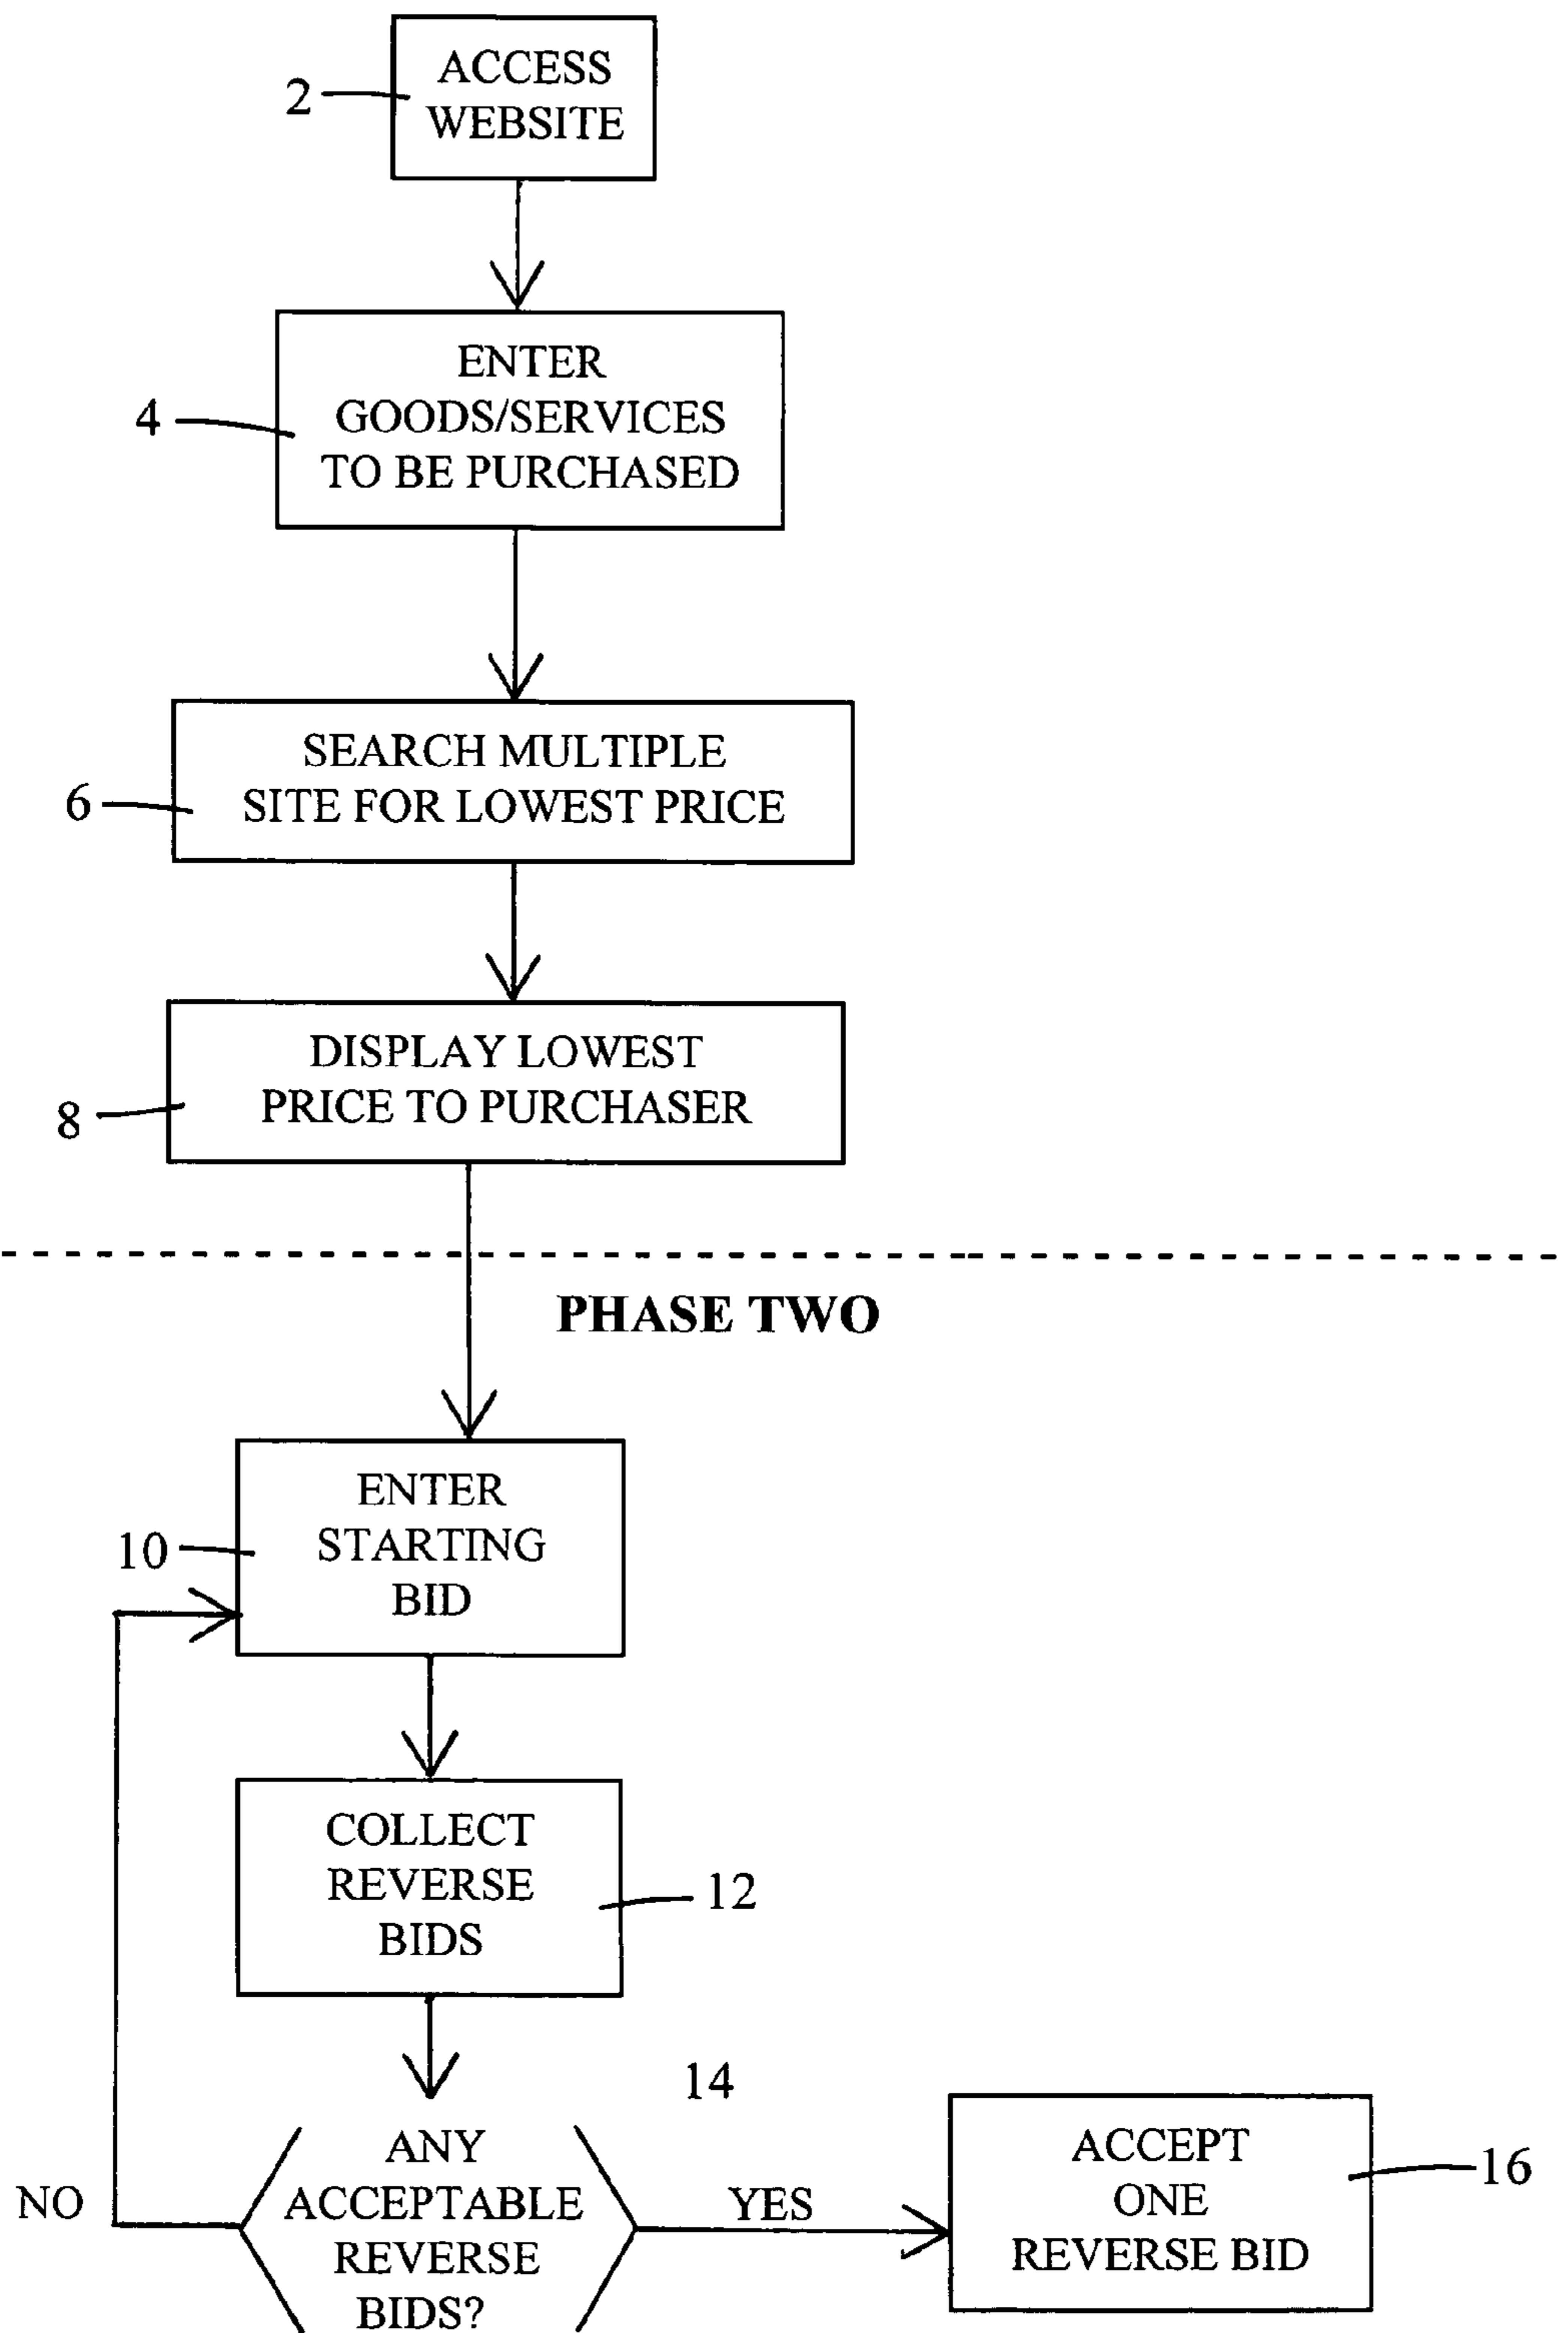 ACCESS
2
WEBSITE
ENTER
4
GOODS/SERVICES
TO BE PURCHASED
SEARCH MULTIPLE
6
SITE FOR LOWEST PRICE
DISPLAY LOWEST
8
PRICE TO PURCHASER
PHASE TWO
ENTER
10
STARTING
BID
COLLECT
REVERSE
12
BIDS
14
ANY
ACCEPTABLE
REVERSE
BIDS?
NO
YES
ACCEPT
16
ONE
REVERSE BID